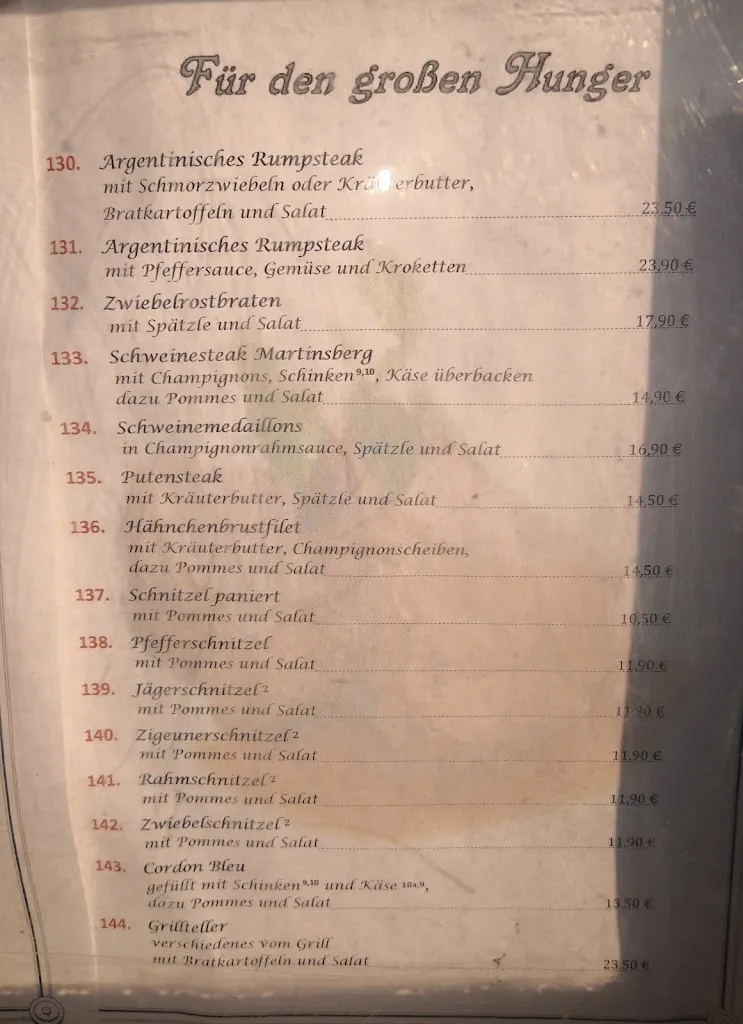 Für den großen Hunger
130. Argentinisches Rumpsteak
mit Schmorzwiebeln oder Kräuterbutter,
Bratkartoffeln und Salat 23,50 €
131. Argentinisches Rumpsteak
mit Pfeffersauce, Gemüse und Kroketten 23,90 €
132. Zwiebelrostbraten
mit Spätzle und Salat 17,90 €
133. Schweinesteak Martinsberg
mit Champignons, Schinken⁹,¹⁰, Käse überbacken
dazu Pommes und Salat 14,90 €
134. Schweinemedaillons
in Champignonrahmsauce, Spätzle und Salat 16,90 €
135. Putensteak
mit Kräuterbutter, Spätzle und Salat 14,50 €
136. Hähnchenbrustfilet
mit Kräuterbutter, Champignonscheiben,
dazu Pommes und Salat 14,50 €
137. Schnitzel paniert
mit Pommes und Salat 10,50 €
138. Pfefferschnitzel
mit Pommes und Salat 11,90 €
139. Jägerschnitzel²
mit Pommes und Salat 11,90 €
140. Zigeunerschnitzel²
mit Pommes und Salat 11,90 €
141. Rahmschnitzel²
mit Pommes und Salat 11,90 €
142. Zwiebelschnitzel²
mit Pommes und Salat 11,90 €
143. Cordon Bleu
gefüllt mit Schinken⁹,¹⁰ und Käse ¹⁰ᵃ,⁹,
dazu Pommes und Salat 13,50 €
144. Grillteller
verschiedenes vom Grill
mit Bratkartoffeln und Salat 23,50 €